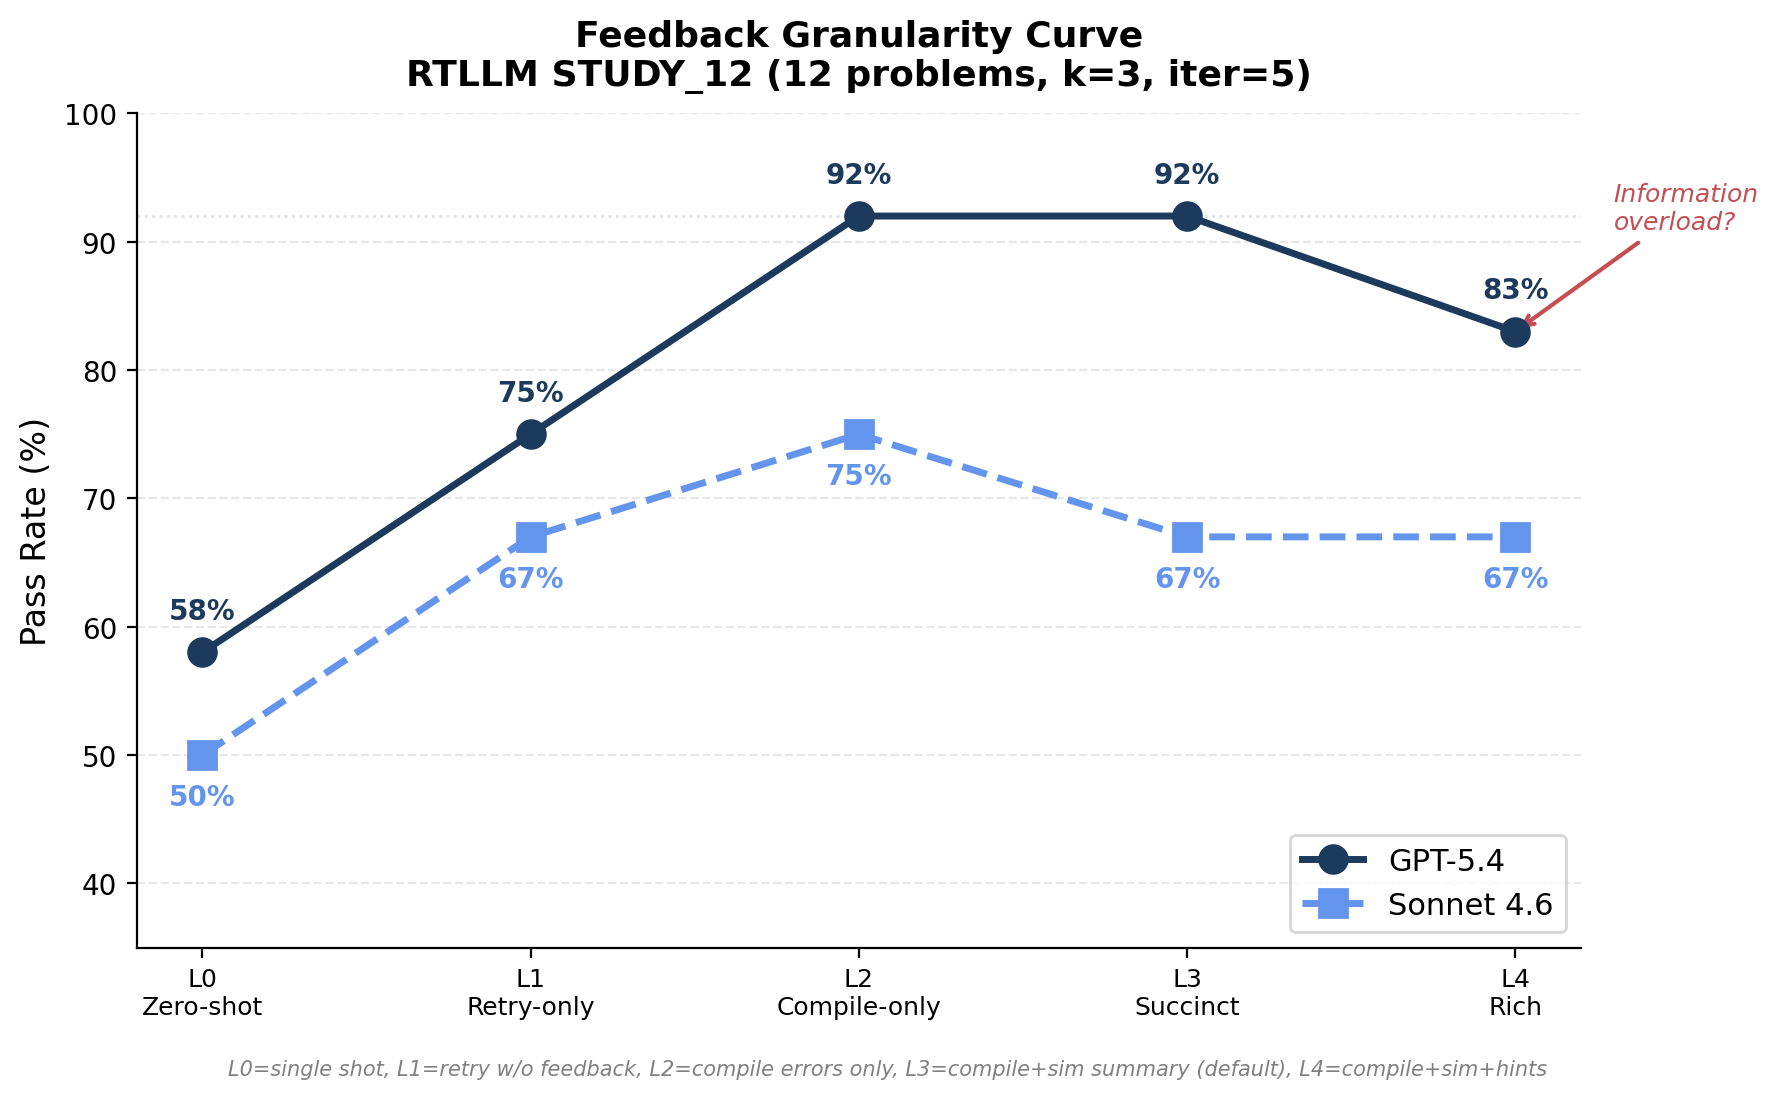 Feedback Granularity Curve
RTLLM STUDY_12 (12 problems, k=3, iter=5)
Pass Rate (%)
100
90
80
70
60
50
40
58%
75%
92%
92%
83%
50%
67%
75%
67%
67%
Information
overload?
GPT-5.4
Sonnet 4.6
L0
Zero-shot
L1
Retry-only
L2
Compile-only
L3
Succinct
L4
Rich
L0=single shot, L1=retry w/o feedback, L2=compile errors only, L3=compile+sim summary (default), L4=compile+sim+hints